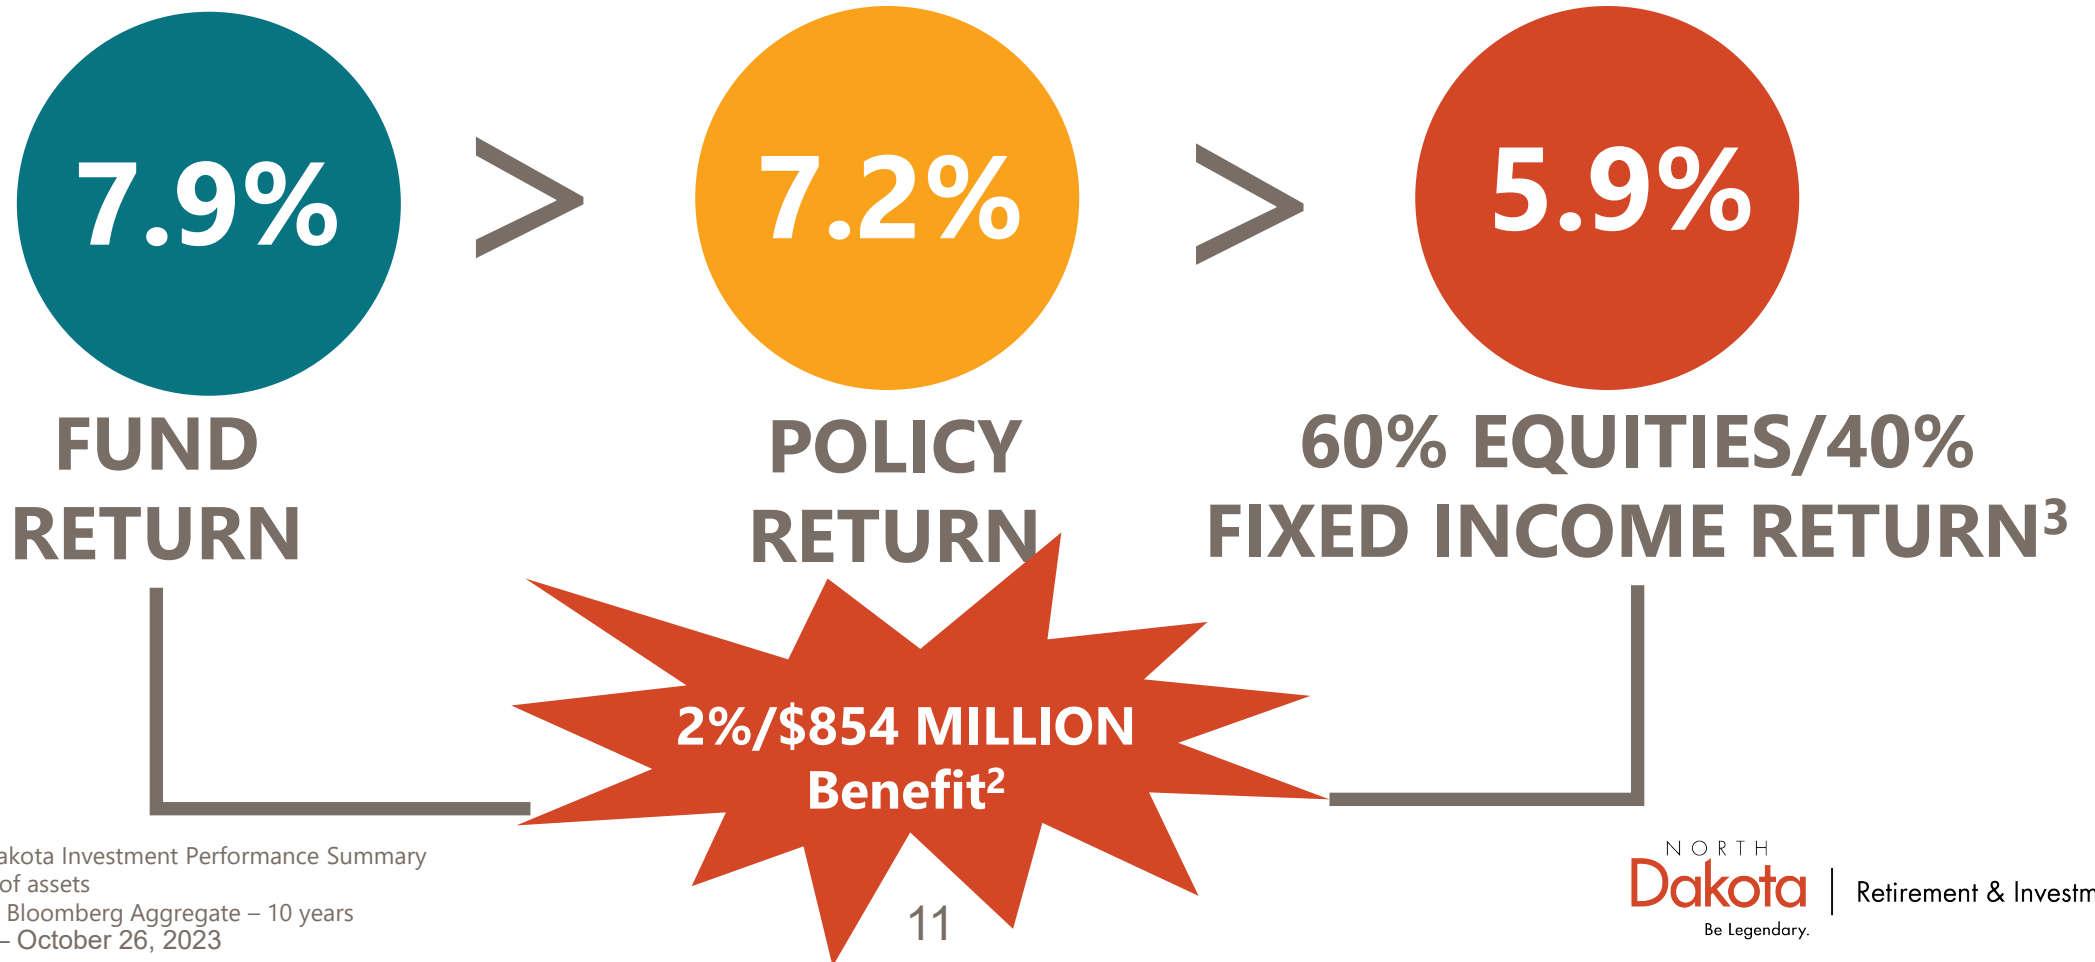 7.9%
>
7.2%
>
5.9%
FUND
RETURN
POLICY
RETURN
60% EQUITIES/40%
FIXED INCOME RETURN³
2%/$854 MILLION
Benefit²
akota Investment Performance Summary
of assets
Bloomberg Aggregate – 10 years
– October 26, 2023
11
NORTH
Dakota
Be Legendary.
Retirement & Investm